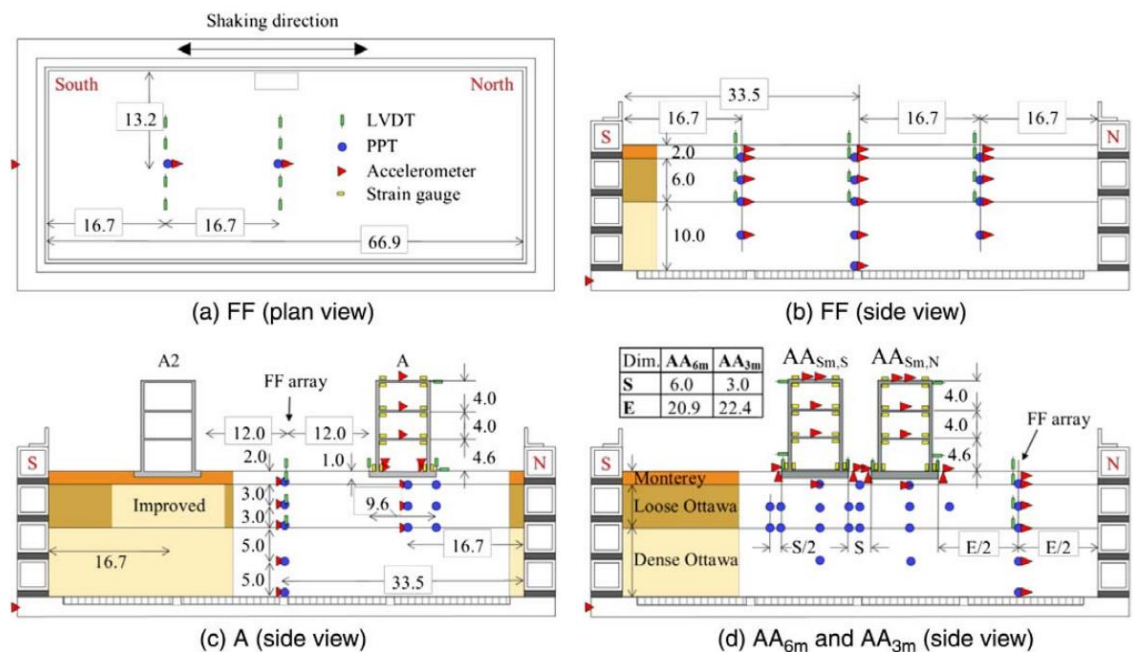 Shaking direction
South
North
13.2
LVDT
PPT
Accelerometer
Strain gauge
16.7
16.7
66.9
(a) FF (plan view)
33.5
16.7
16.7
16.7
S
N
2.0
6.0
10.0
(b) FF (side view)
A2
A
FF array
4.0
4.0
4.6
12.0
12.0
2.0
1.0
S
N
Improved
3.0
3.0
9.6
5.0
16.7
16.7
5.0
33.5
(c) A (side view)
Dim. AA6m AA3m
S 6.0 3.0
E 20.9 22.4
AASm,S
AASm,N
4.0
4.0
4.6
FF array
S
N
Monterey
Loose Ottawa
Dense Ottawa
S/2
S
E/2
E/2
(d) AA6m and AA3m (side view)